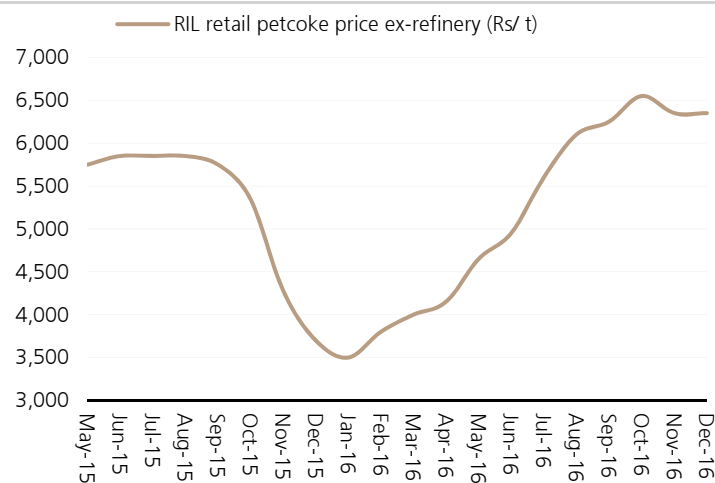 RIL retail petcoke price ex-refinery (Rs/ t)
7,000
6,500
6,000
5,500
5,000
4,500
4,000
3,500
3,000
May-15
Jun-15
Jul-15
Aug-15
Sep-15
Oct-15
Nov-15
Dec-15
Jan-16
Feb-16
Mar-16
Apr-16
May-16
Jun-16
Jul-16
Aug-16
Sep-16
Oct-16
Nov-16
Dec-16